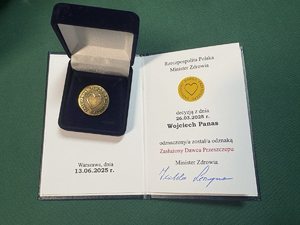 Warszawa, dnia
13.06.2025 r.
Rzeczpospolita Polska
Minister Zdrowia
decyzją z dnia
26.03.2025 r.
Wojciech Panas
odznaczony/a został/a odznaką
Zasłużony Dawca Przeszczepu
Minister Zdrowia: